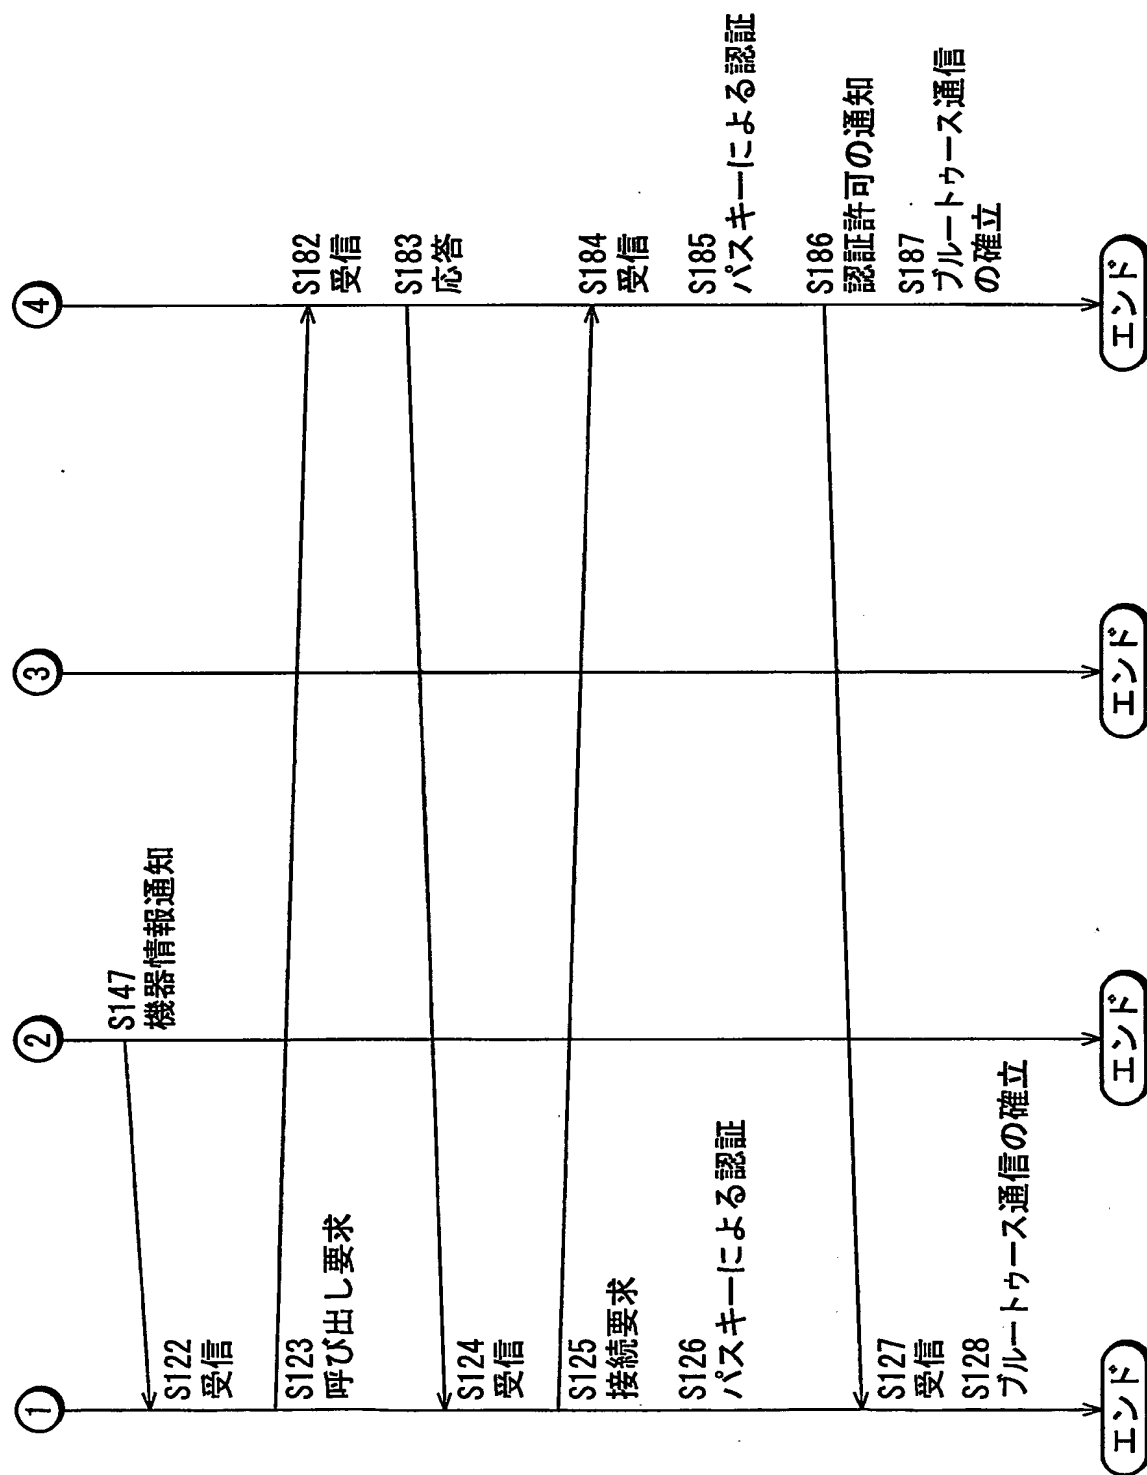 1
2
3
4
S147
機器情報通知
S122
受信
S123
呼び出し要求
S182
受信
S183
応答
S124
受信
S125
接続要求
S184
受信
S126
パスキーによる認証
S185
パスキーによる認証
S186
認証許可の通知
S127
受信
S128
ブルートゥース通信の確立
S187
ブルートゥース通信
の確立
エンド
エンド
エンド
エンド